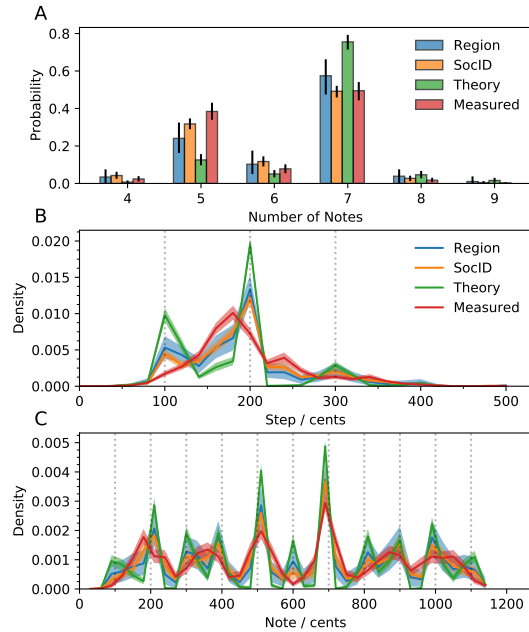 A
0.8
0.6
0.4
0.2
0.0
Probability
Region
SocID
Theory
Measured
4 5 6 7 8 9
Number of Notes
B
0.020
0.015
0.010
0.005
0.000
Density
Region
SocID
Theory
Measured
0 100 200 300 400 500
Step / cents
C
0.005
0.004
0.003
0.002
0.001
0.000
Density
0 200 400 600 800 1000 1200
Note / cents